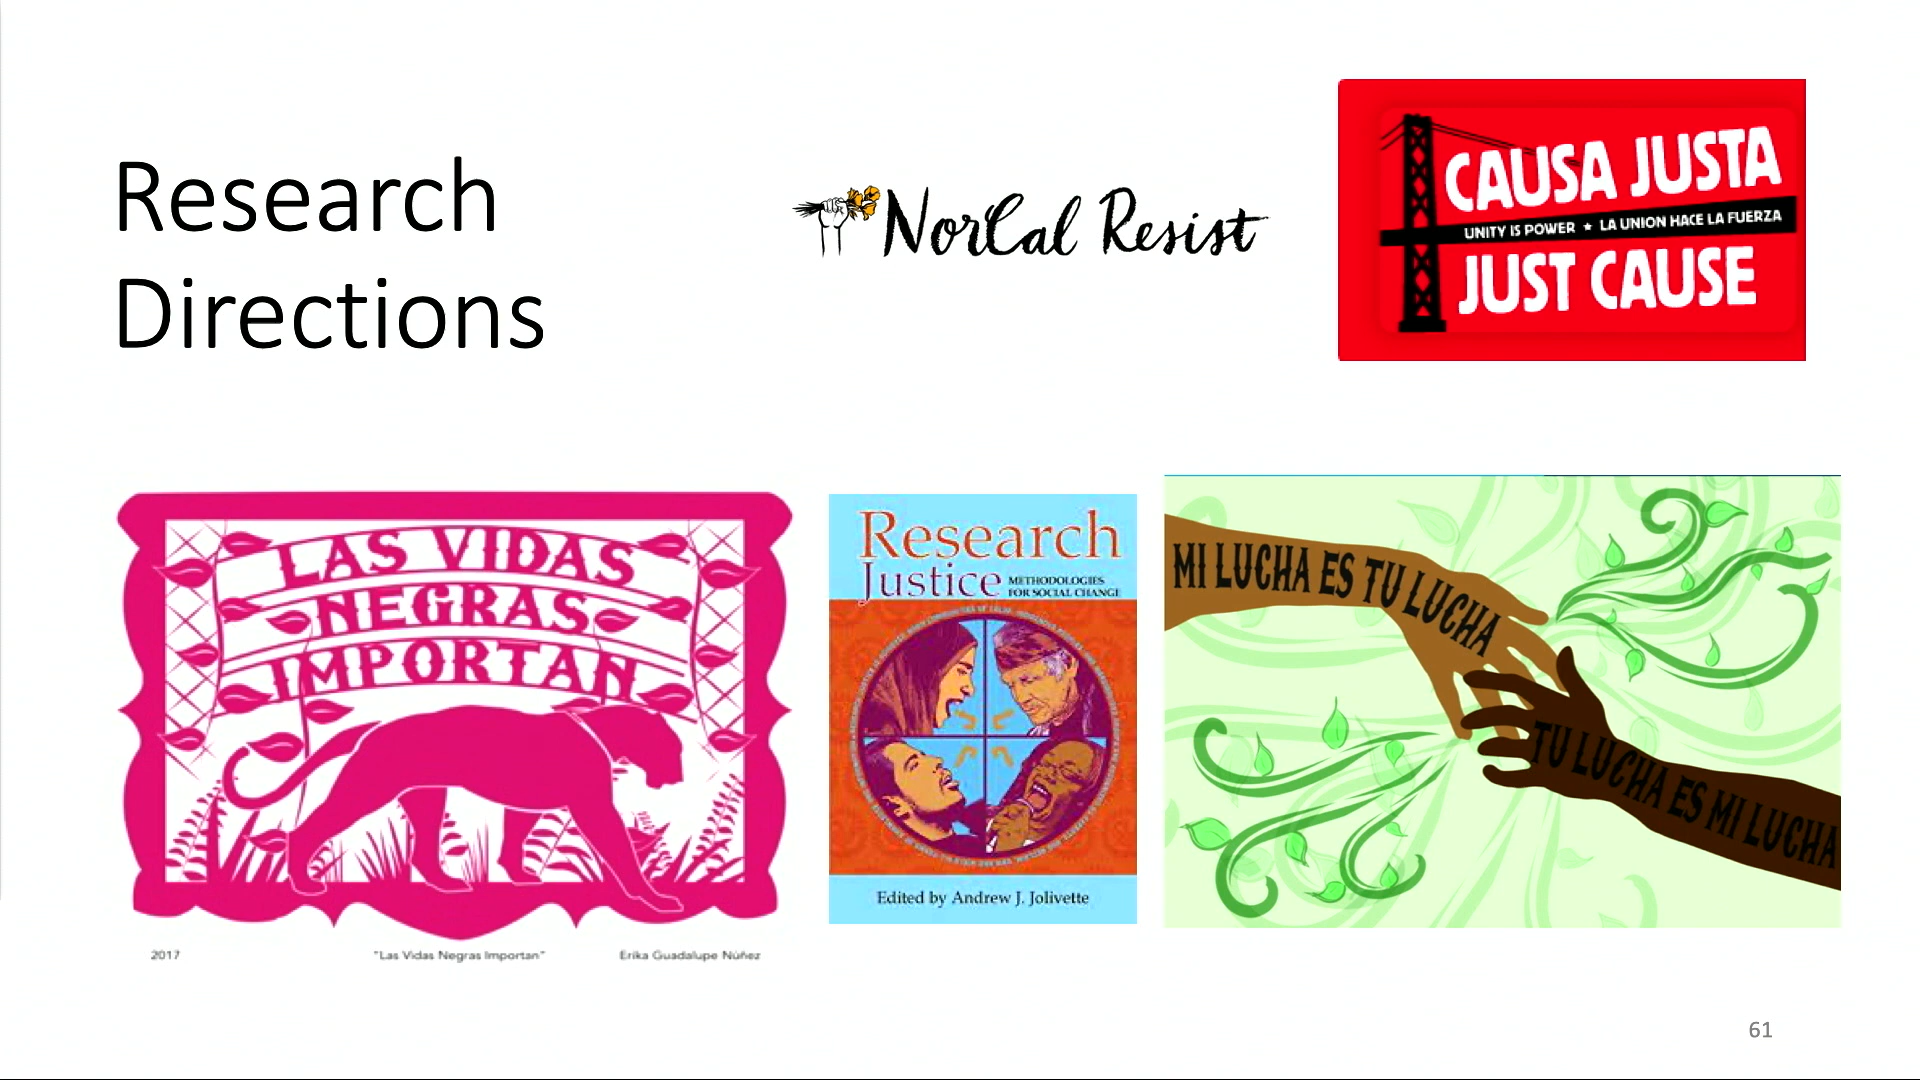 Research
Directions
NorCal Resist
CAUSA JUSTA
UNITY IS POWER ★ LA UNION HACE LA FUERZA
JUST CAUSE
LAS VIDAS
NEGRAS
IMPORTAN
2017 "Las Vidas Negras Importan" Erika Guadalupe Núñez
Research
Justice
METHODOLOGIES
FOR SOCIAL CHANGE
Edited by Andrew J. Jolivette
MI LUCHA ES TU LUCHA
TU LUCHA ES MI LUCHA
61